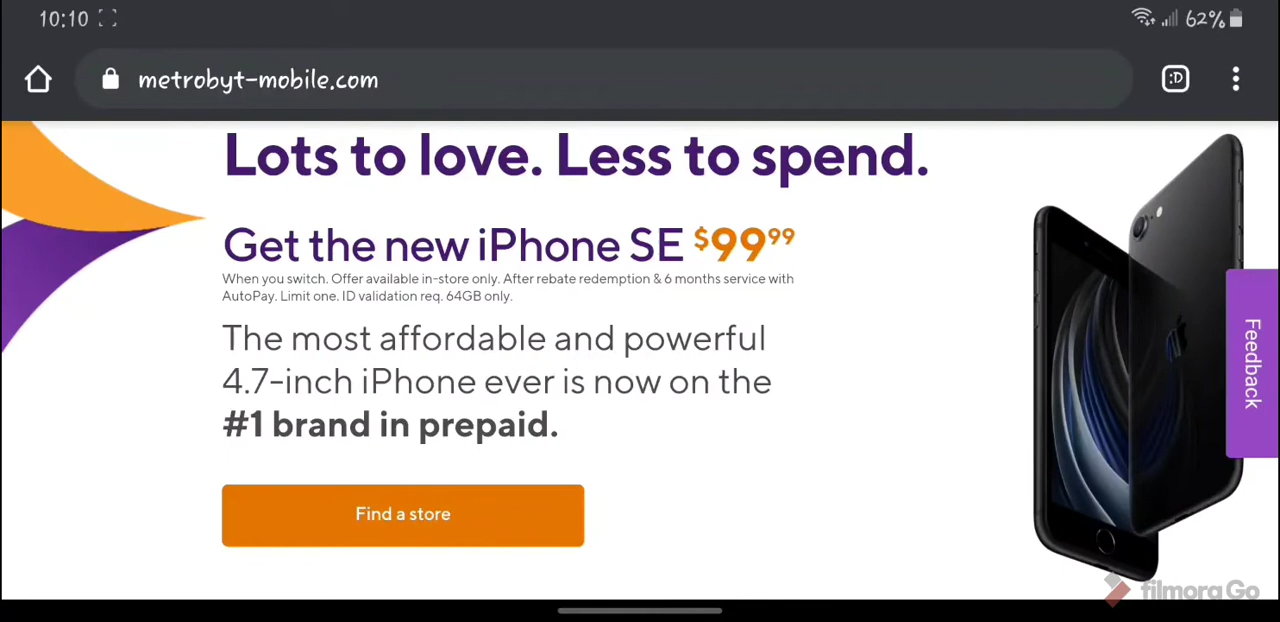 10:10
62%
metrobyt-mobile.com
:D
Lots to love. Less to spend.
Get the new iPhone SE $99 99
When you switch. Offer available in-store only. After rebate redemption & 6 months service with
AutoPay. Limit one. ID validation req. 64GB only.
The most affordable and powerful
4.7-inch iPhone ever is now on the
#1 brand in prepaid.
Find a store
Feedback
filmoraGo